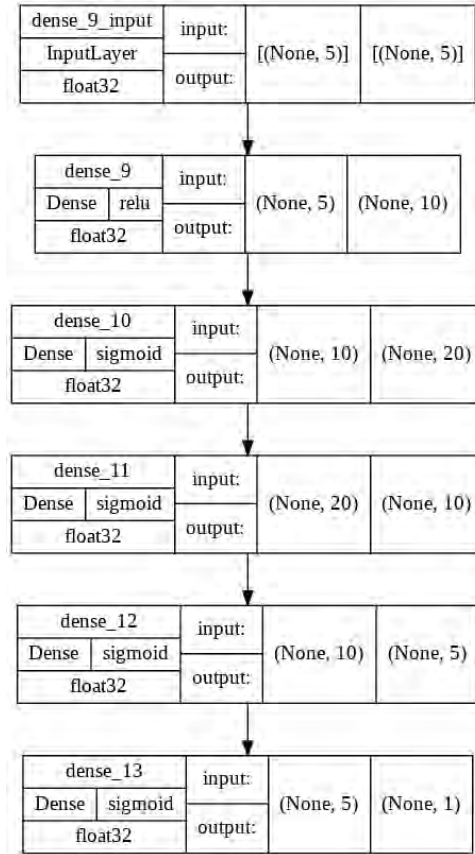 dense_9_input
InputLayer
float32
input:
output:
[(None, 5)]
[(None, 5)]
dense_9
Dense
relu
float32
input:
output:
(None, 5)
(None, 10)
dense_10
Dense
sigmoid
float32
input:
output:
(None, 10)
(None, 20)
dense_11
Dense
sigmoid
float32
input:
output:
(None, 20)
(None, 10)
dense_12
Dense
sigmoid
float32
input:
output:
(None, 10)
(None, 5)
dense_13
Dense
sigmoid
float32
input:
output:
(None, 5)
(None, 1)